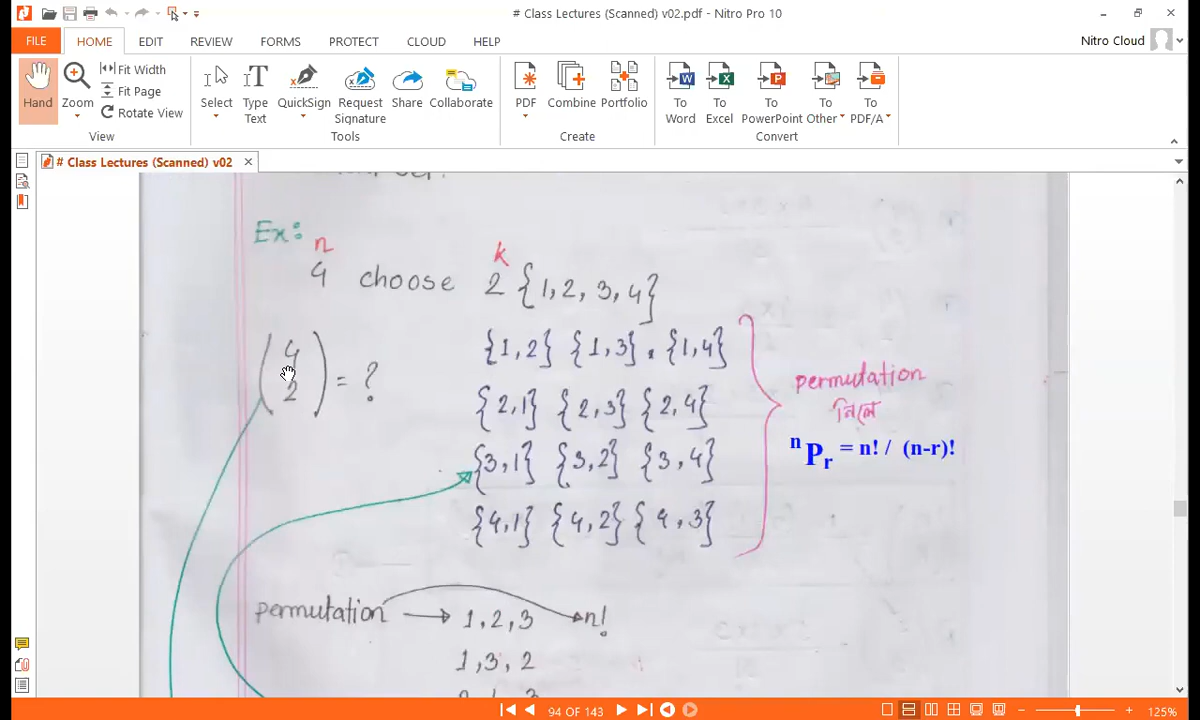 # Class Lectures (Scanned) v02.pdf - Nitro Pro 10
FILE HOME EDIT REVIEW FORMS PROTECT CLOUD HELP Nitro Cloud
Hand Zoom Fit Width Fit Page Rotate View
View
Select Type Text QuickSign Request Signature Share Collaborate
Tools
PDF Combine Portfolio
Create
To Word To Excel To PowerPoint To Other To PDF/A
Convert
# Class Lectures (Scanned) v02
Ex:
n k
4 choose 2 {1, 2, 3, 4}
(4 2) = ?
{1, 2} {1, 3}, {1, 4}
{2, 1} {2, 3} {2, 4}
{3, 1} {3, 2} {3, 4}
{4, 1} {4, 2} {4, 3}
permutation
নিলে
nPr = n! / (n-r)!
permutation → 1, 2, 3 → n!
1, 3, 2
94 OF 143
125%